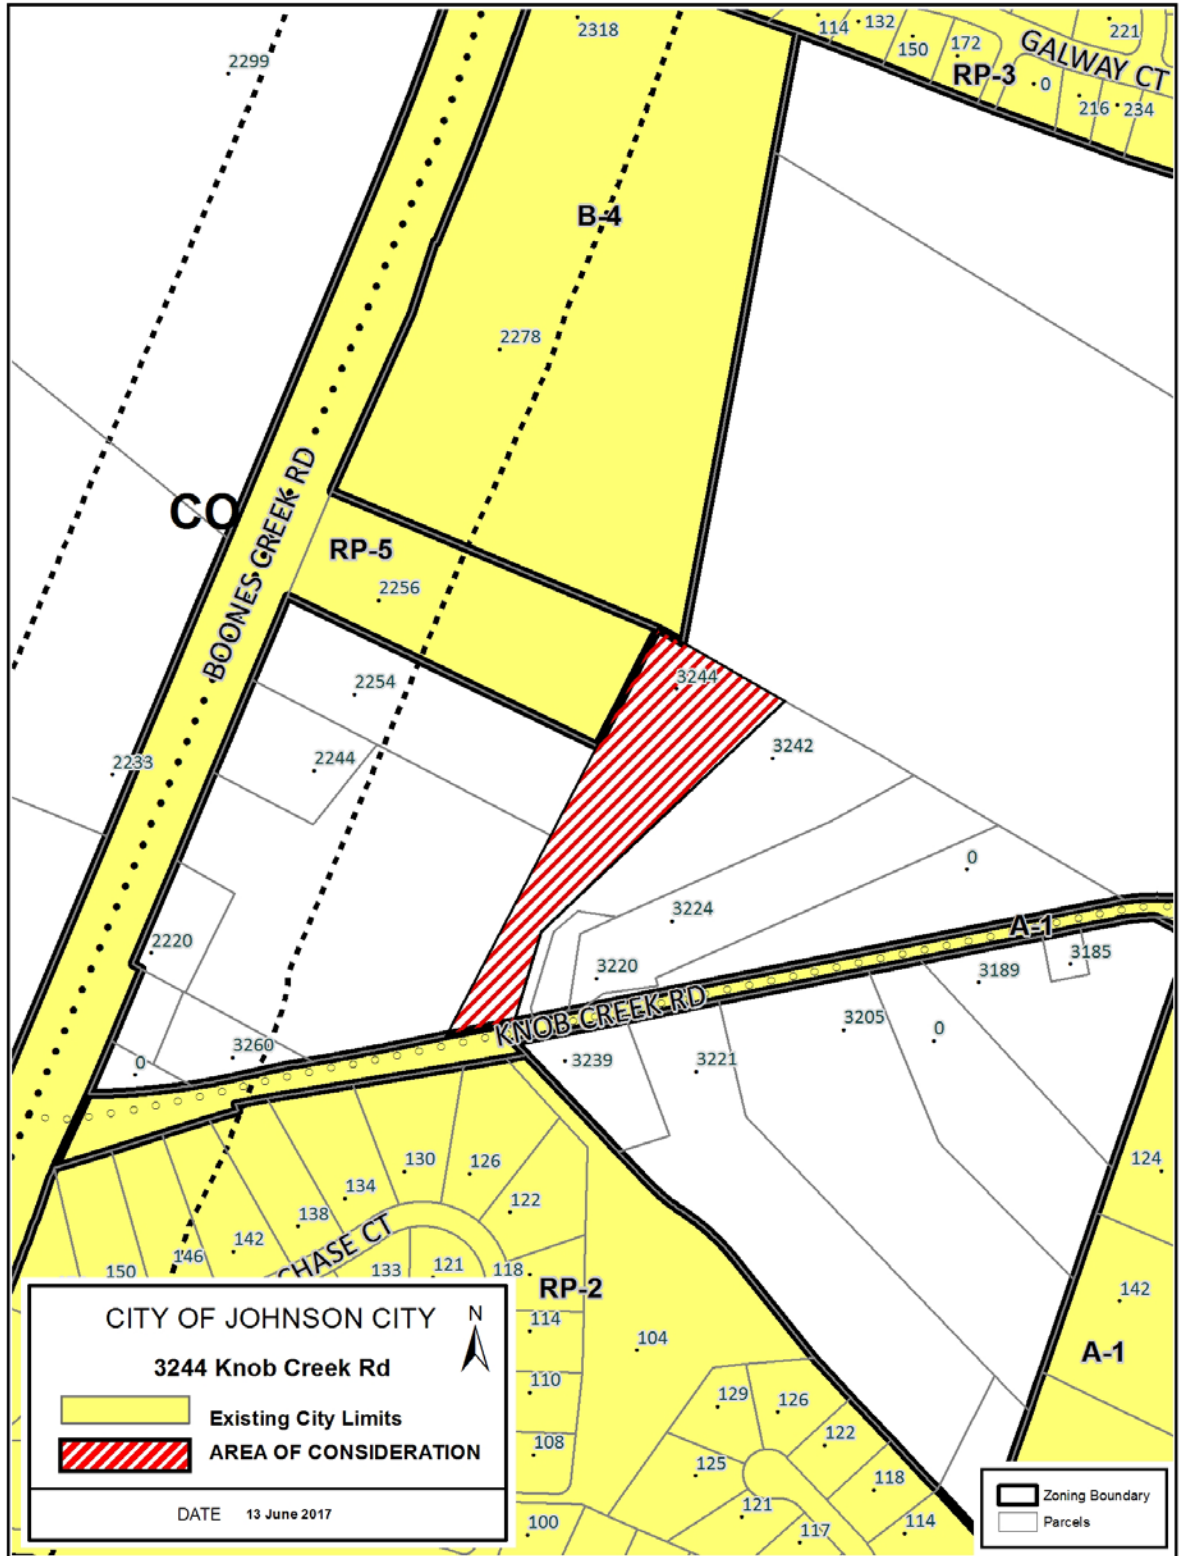 2299
2318
114
132
150
172
221
GALWAY CT
RP-3
0
216
234
B-4
2278
CO
BOONES CREEK RD
RP-5
2256
2254
3244
2244
3242
2233
0
3224
2220
A-1
3185
3220
3189
KNOB CREEK RD
3205
0
3260
0
3239
3221
130
126
124
134
122
138
142
146
CHASE CT
150
133
121
118
RP-2
142
114
104
A-1
110
129
126
122
108
125
118
121
100
117
114
CITY OF JOHNSON CITY
N
3244 Knob Creek Rd
Existing City Limits
AREA OF CONSIDERATION
DATE 13 June 2017
Zoning Boundary
Parcels